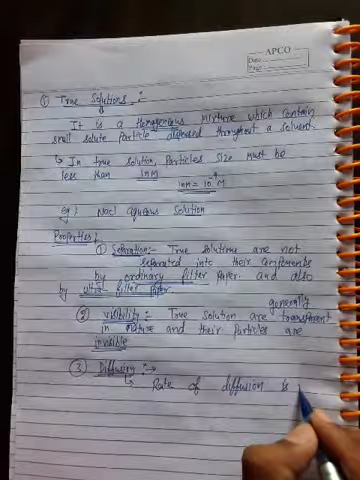 APCO
Date
Page
① True Solutions :
It is a Homogeneous mixture which contain
small solute particle dispersed throughout a solvent.
In true solution, Particles size must be
less than 1nm
1nm = 10⁻⁹ M
eg:) Nacl aqueous Solution
Properties:
① Separation:- True solutions are not
separated into their components
by ordinary filter paper and also
by ultra filter paper.
generally
② Visibility:- True Solution are transparent
in nature and their Particles are
invisible
③ Diffusion :→
Rate of diffusion is